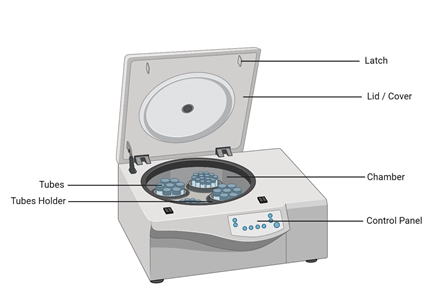 Latch
Lid / Cover
Chamber
Tubes
Tubes Holder
Control Panel